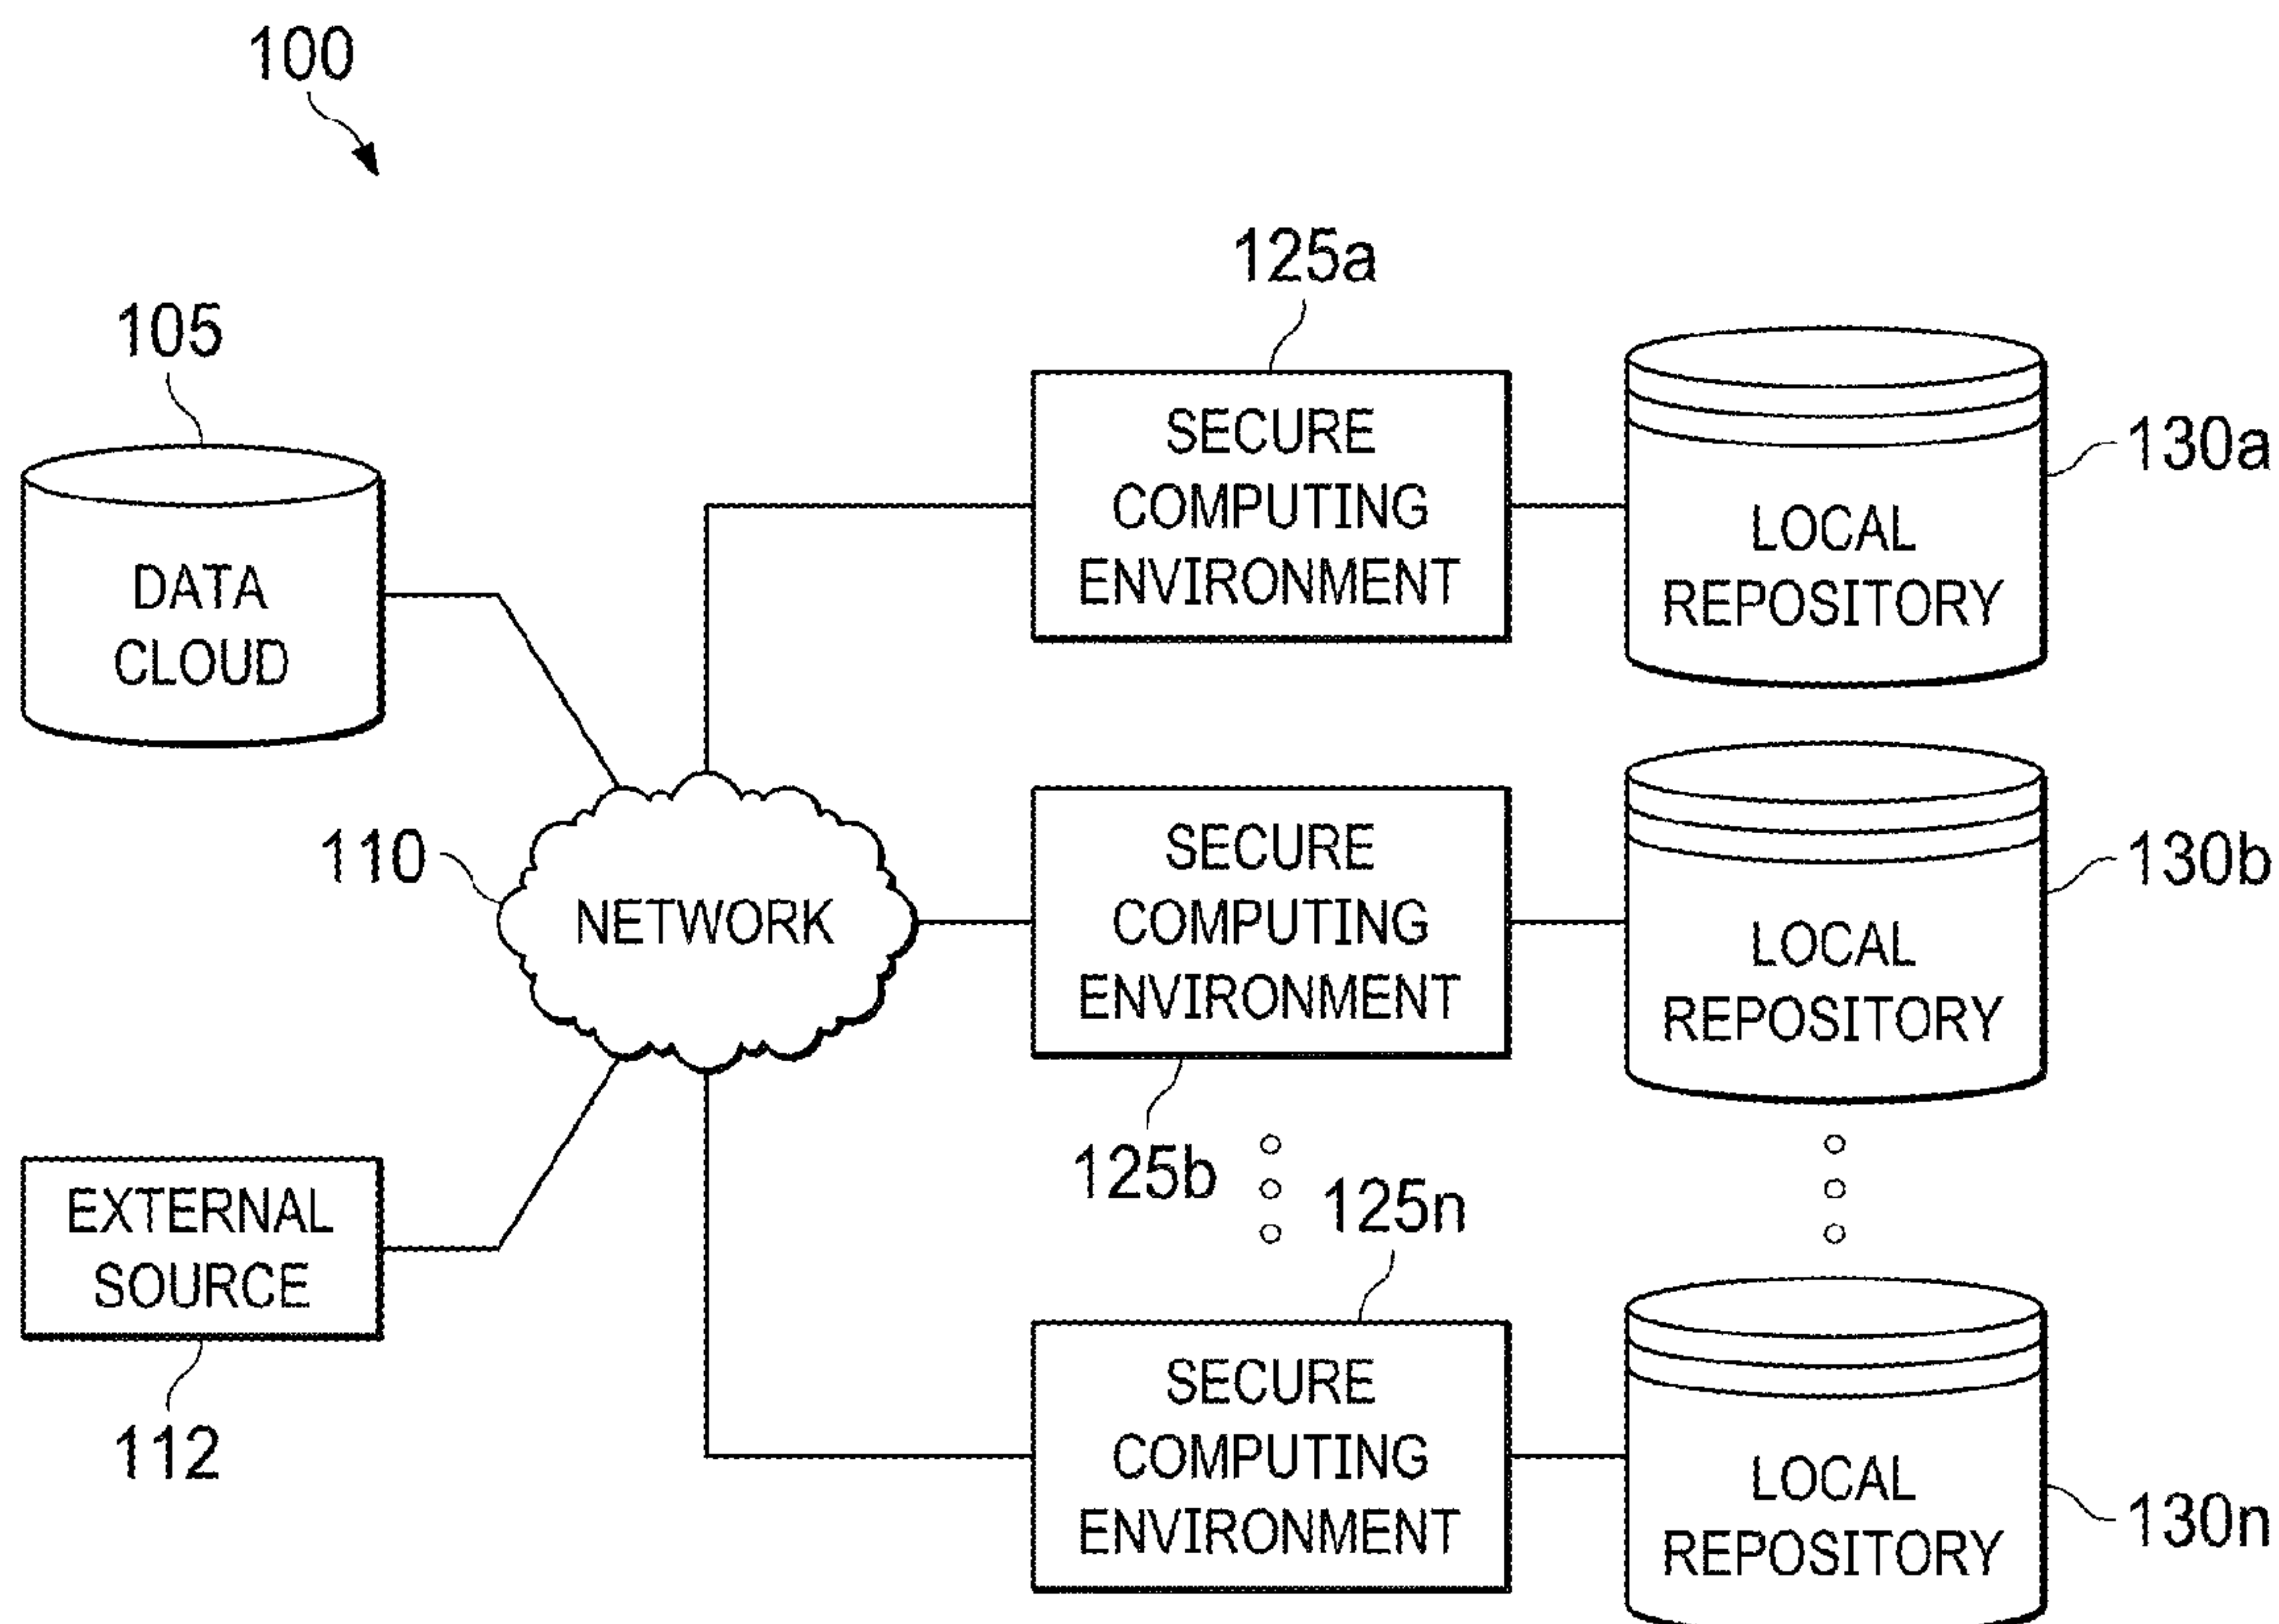 100
125a
105
SECURE
COMPUTING
ENVIRONMENT
LOCAL
REPOSITORY
130a
DATA
CLOUD
110
NETWORK
SECURE
COMPUTING
ENVIRONMENT
125b
LOCAL
REPOSITORY
130b
EXTERNAL
SOURCE
112
125n
SECURE
COMPUTING
ENVIRONMENT
LOCAL
REPOSITORY
130n